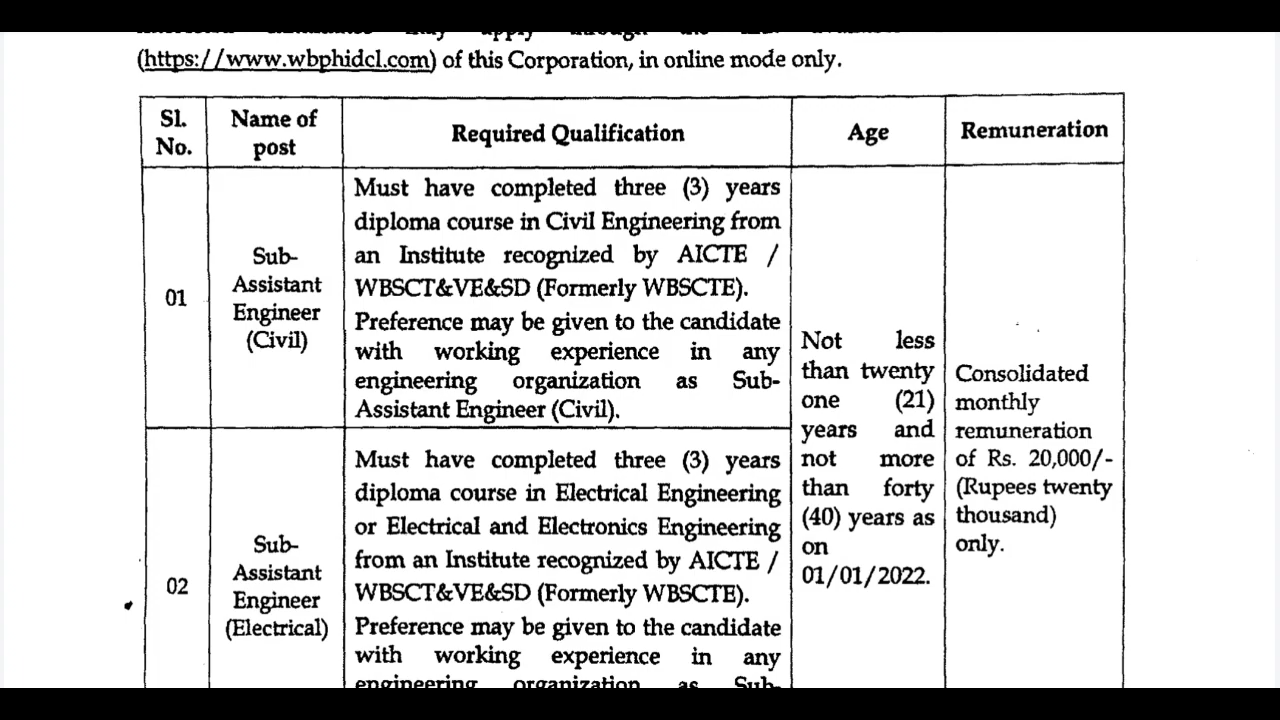 (https://www.wbphidcl.com) of this Corporation, in online mode only.
Sl. No.
Name of post
Required Qualification
Age
Remuneration
01
Sub-
Assistant
Engineer
(Civil)
Must have completed three (3) years
diploma course in Civil Engineering from
an Institute recognized by AICTE /
WBSCT&VE&SD (Formerly WBSCTE).
Preference may be given to the candidate
with working experience in any
engineering organization as Sub-
Assistant Engineer (Civil).
02
Sub-
Assistant
Engineer
(Electrical)
Must have completed three (3) years
diploma course in Electrical Engineering
or Electrical and Electronics Engineering
from an Institute recognized by AICTE /
WBSCT&VE&SD (Formerly WBSCTE).
Preference may be given to the candidate
with working experience in any
engineering organization as Sub-
Not less
than twenty
one (21)
years and
not more
than forty
(40) years as
on
01/01/2022.
Consolidated
monthly
remuneration
of Rs. 20,000/-
(Rupees twenty
thousand)
only.